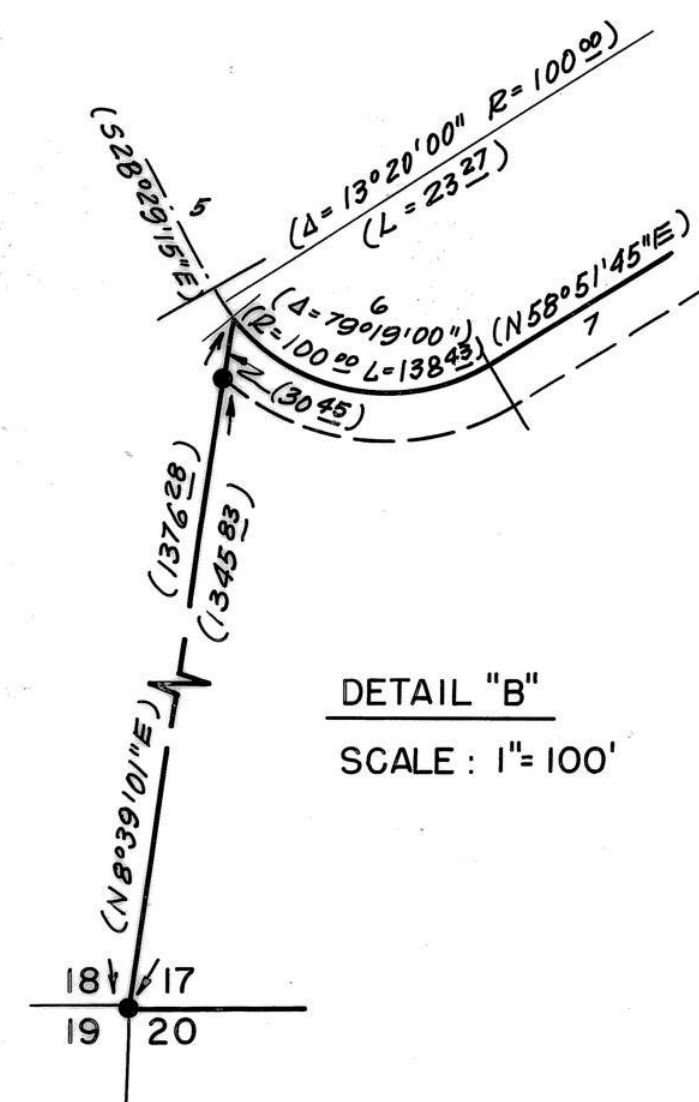 (S28°29'15"E)
5
(Δ= 13°20'00" R= 100 00)
(L= 23 27)
6
(Δ=79°19'00")
(R=100 00 L=138 43)
(N58°51'45"E)
7
(30 45)
(1376 28)
(1345 83)
DETAIL "B"
SCALE : 1"= 100'
(N8°39'01"E)
18 17
19 20